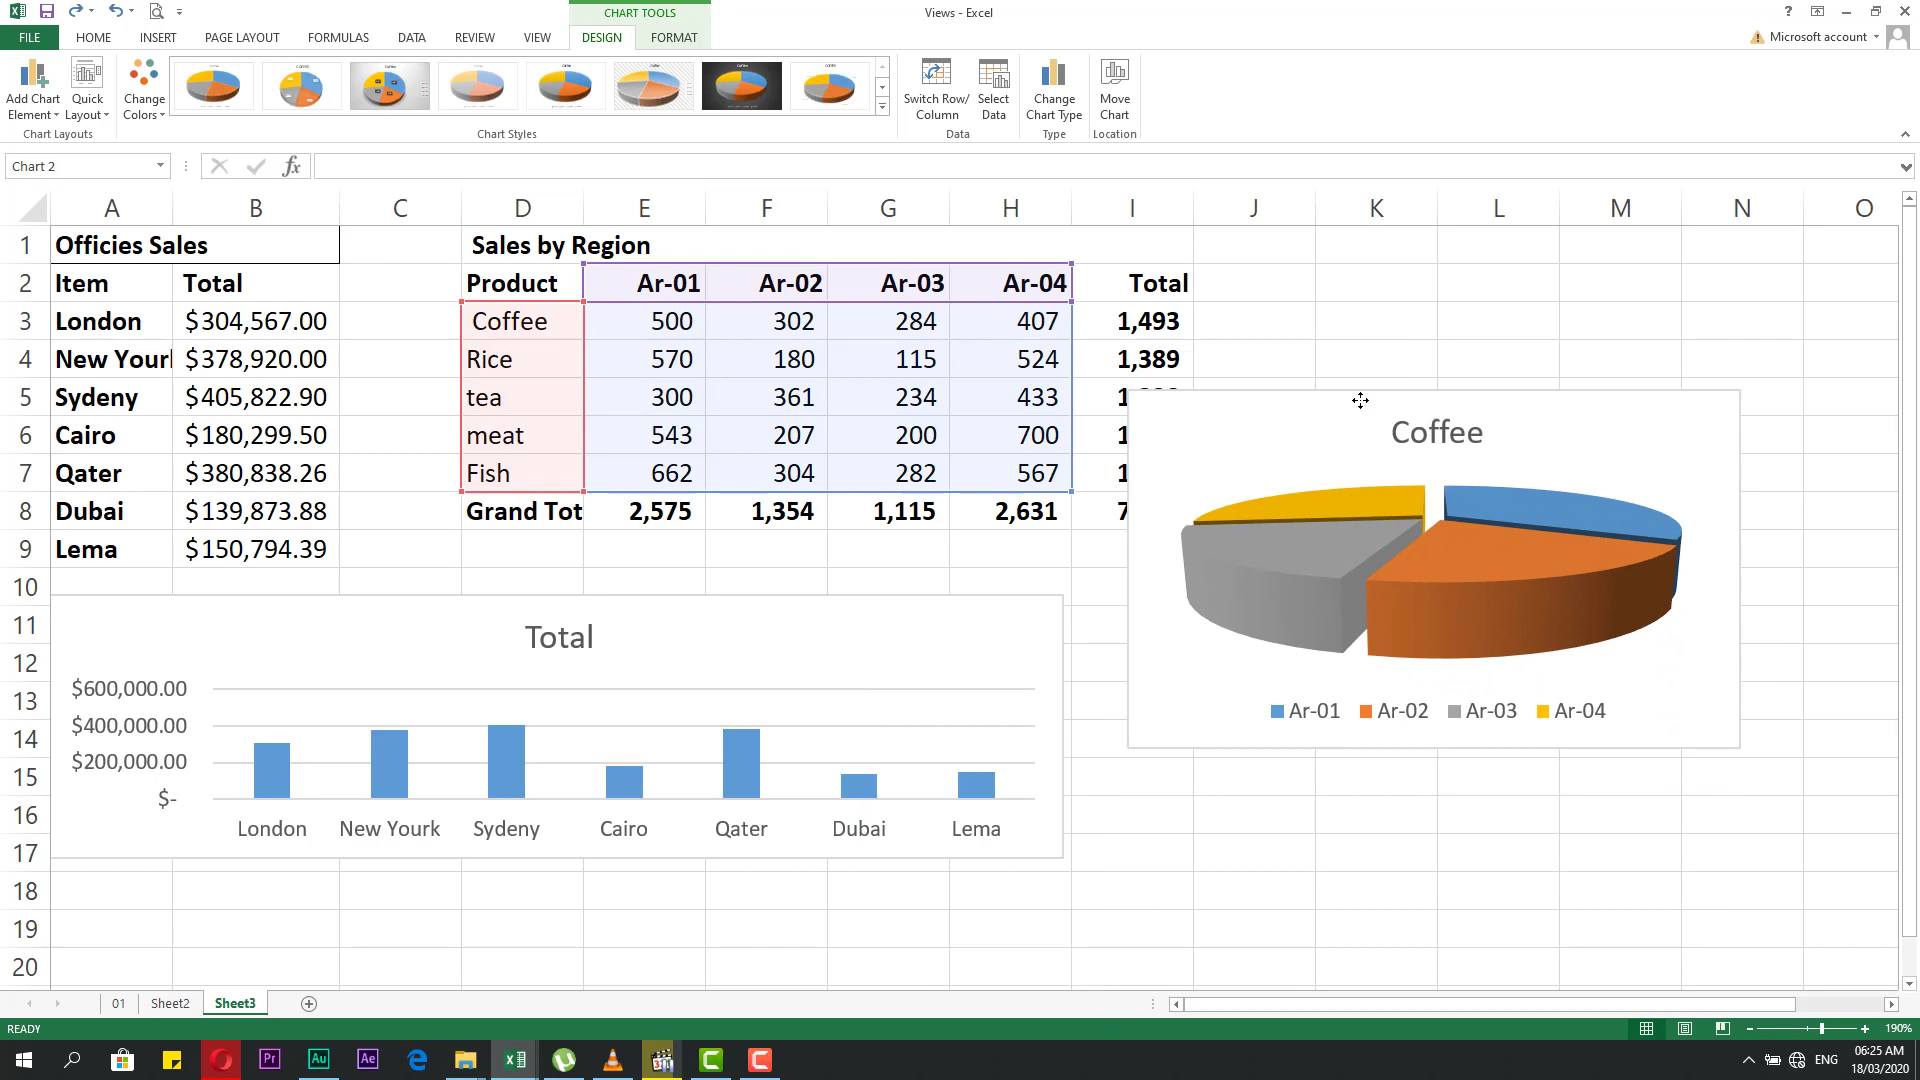 CHART TOOLS
Views - Excel
?
FILE
HOME
INSERT
PAGE LAYOUT
FORMULAS
DATA
REVIEW
VIEW
DESIGN
FORMAT
Microsoft account
Add Chart
Element
Quick
Layout
Change
Colors
Switch Row/
Column
Select
Data
Change
Chart Type
Move
Chart
Chart Layouts
Chart Styles
Data
Type
Location
Chart 2
fx
A B C D E F G H I J K L M N O
1 Officies Sales Sales by Region
2 Item Total Product Ar-01 Ar-02 Ar-03 Ar-04 Total
3 London $304,567.00 Coffee 500 302 284 407 1,493
4 New Your $378,920.00 Rice 570 180 115 524 1,389
5 Sydeny $405,822.90 tea 300 361 234 433
6 Cairo $180,299.50 meat 543 207 200 700 1
7 Qater $380,838.26 Fish 662 304 282 567 1
8 Dubai $139,873.88 Grand Tot 2,575 1,354 1,115 2,631 7
9 Lema $150,794.39
10
11
12
13
14
15
16
17
18
19
20
Coffee
Ar-01 Ar-02 Ar-03 Ar-04
Total
$600,000.00
$400,000.00
$200,000.00
$-
London New Yourk Sydeny Cairo Qater Dubai Lema
01 Sheet2 Sheet3
READY
190%
Pr Au Ae
ENG
06:25 AM
18/03/2020